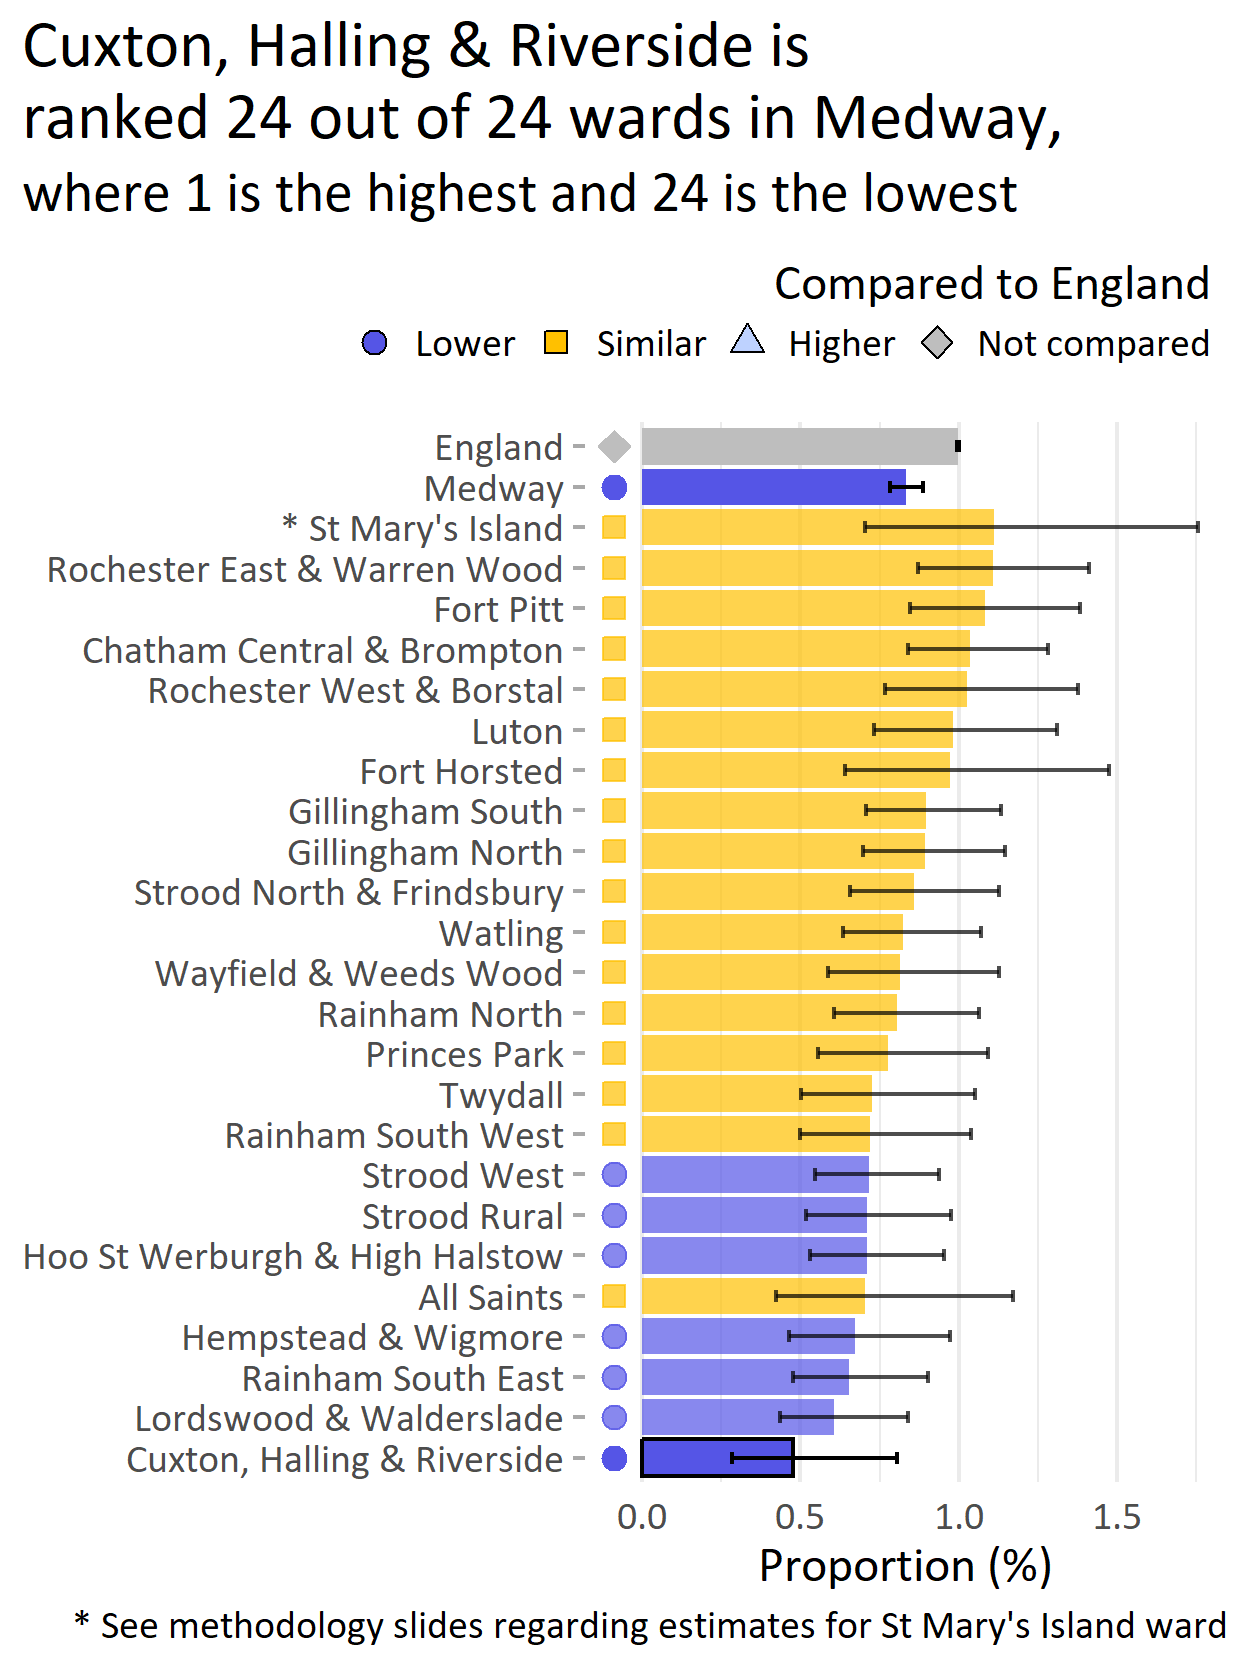 Cuxton, Halling & Riverside is
ranked 24 out of 24 wards in Medway,
where 1 is the highest and 24 is the lowest
Compared to England
Lower Similar Higher Not compared
England
Medway
* St Mary's Island
Rochester East & Warren Wood
Fort Pitt
Chatham Central & Brompton
Rochester West & Borstal
Luton
Fort Horsted
Gillingham South
Gillingham North
Strood North & Frindsbury
Watling
Wayfield & Weeds Wood
Rainham North
Princes Park
Twydall
Rainham South West
Strood West
Strood Rural
Hoo St Werburgh & High Halstow
All Saints
Hempstead & Wigmore
Rainham South East
Lordswood & Walderslade
Cuxton, Halling & Riverside
0.0 0.5 1.0 1.5
Proportion (%)
* See methodology slides regarding estimates for St Mary's Island ward